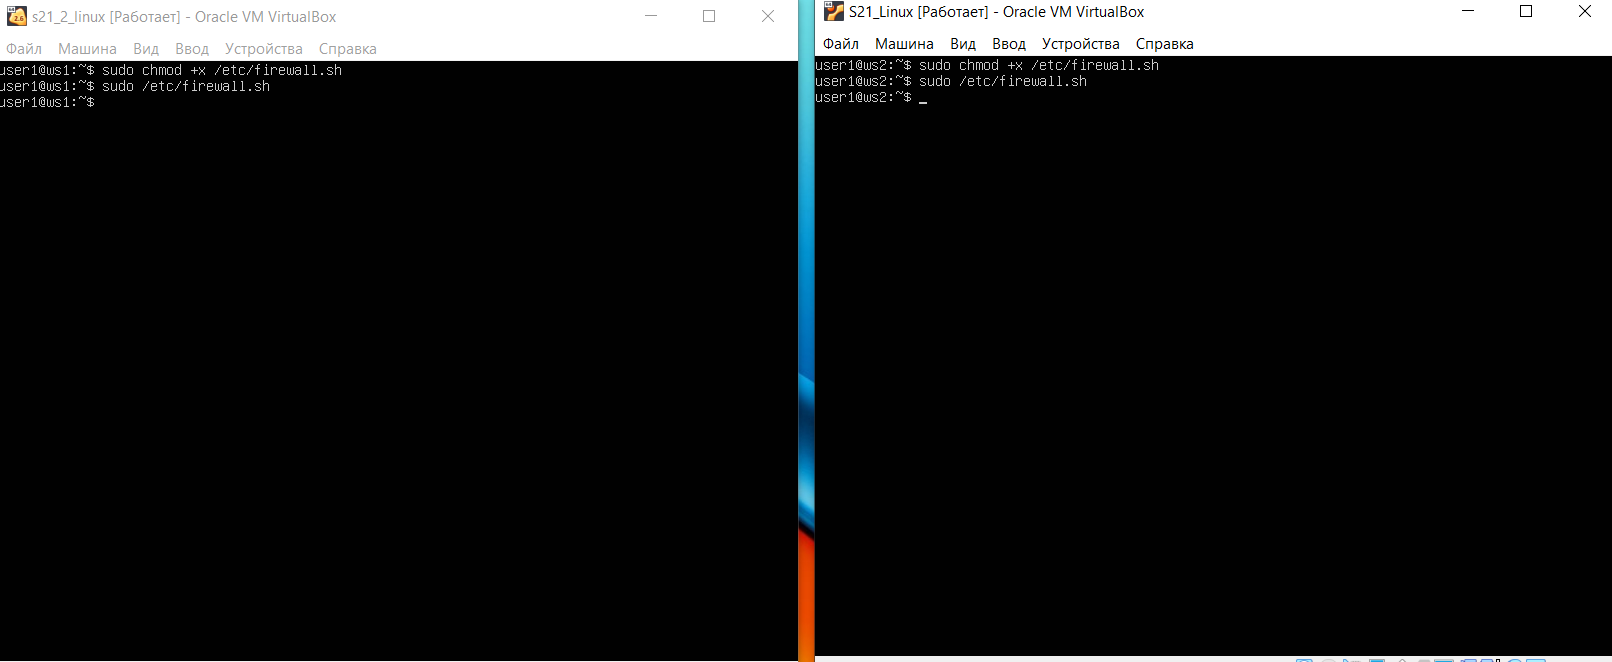 s21_2_linux [Работает] - Oracle VM VirtualBox
Файл Машина Вид Ввод Устройства Справка
user1@ws1:~$ sudo chmod +x /etc/firewall.sh
user1@ws1:~$ sudo /etc/firewall.sh
user1@ws1:~$
S21_Linux [Работает] - Oracle VM VirtualBox
Файл Машина Вид Ввод Устройства Справка
user1@ws2:~$ sudo chmod +x /etc/firewall.sh
user1@ws2:~$ sudo /etc/firewall.sh
user1@ws2:~$ _